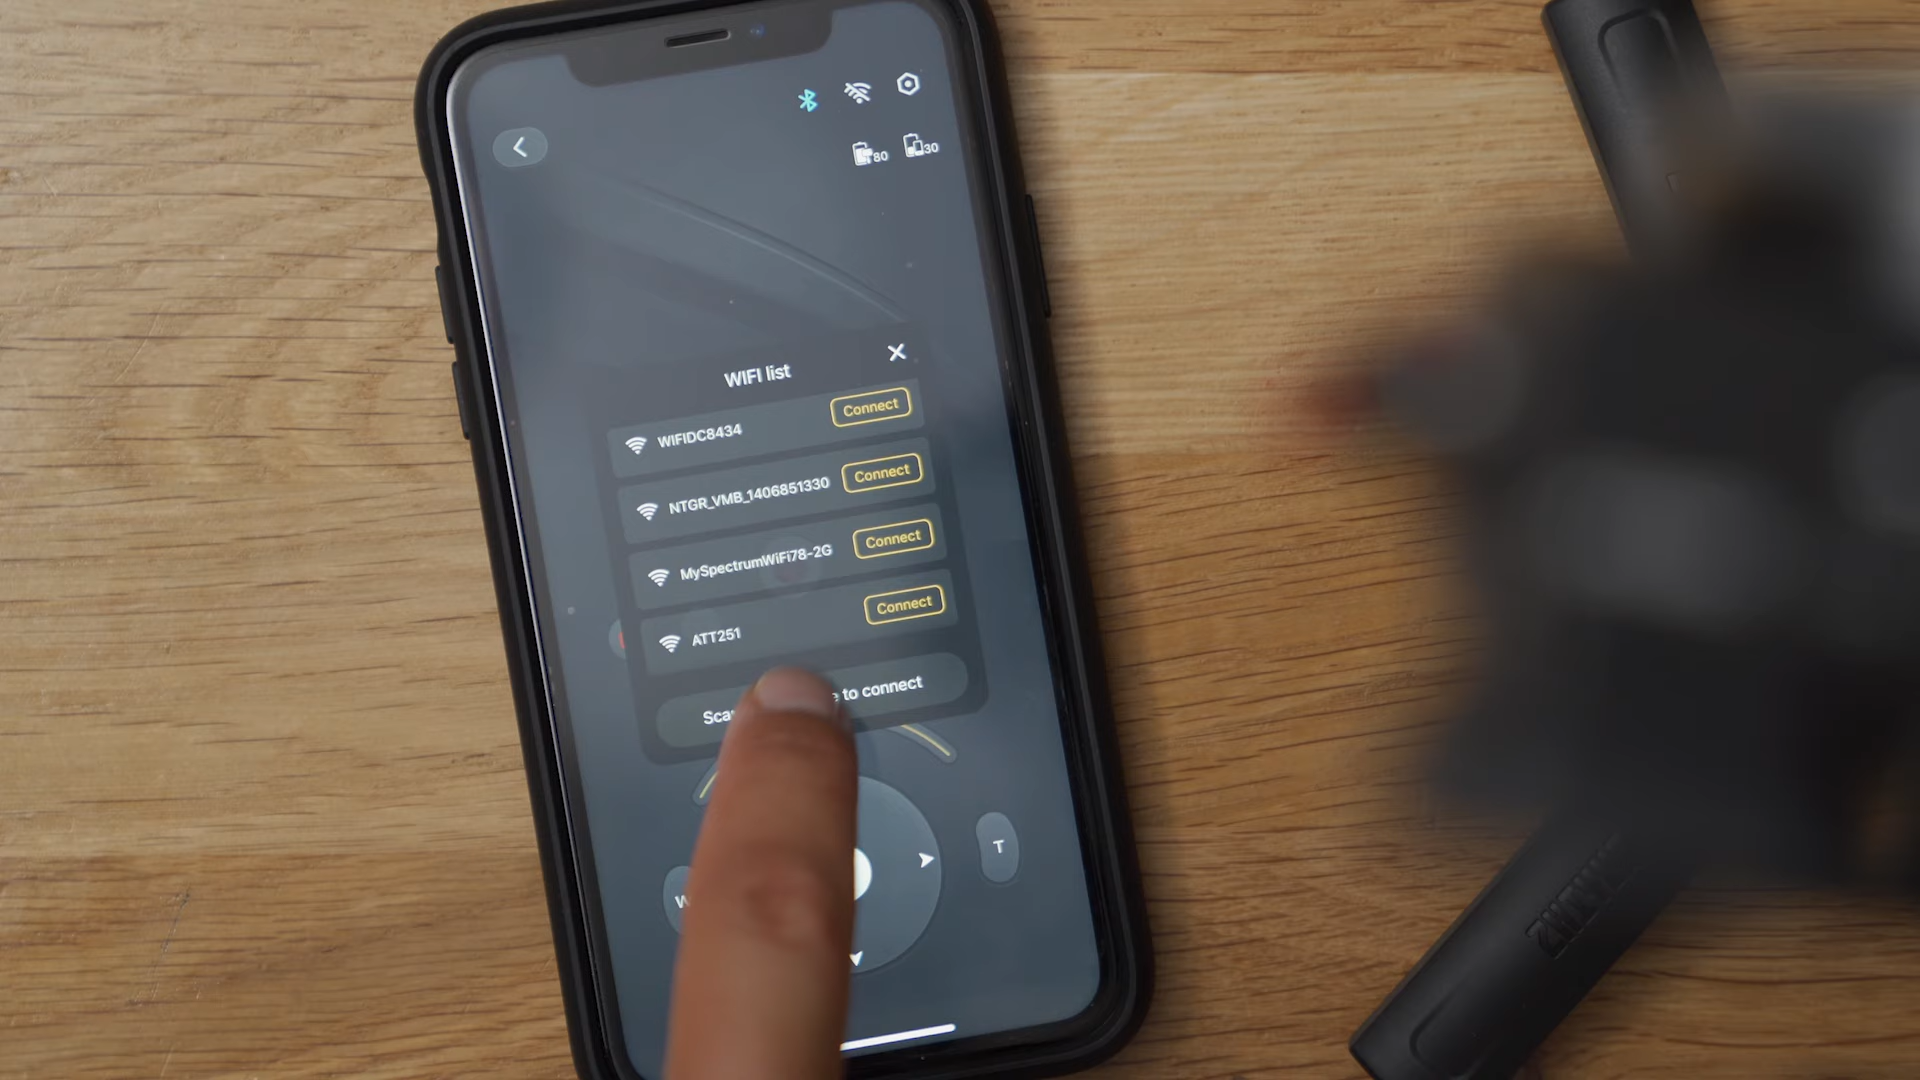 80
30
WIFI list
WIFIDC8434
Connect
NTGR_VMB_1406851330
Connect
MySpectrumWiFi78-2G
Connect
ATT251
Connect
to connect
T
W